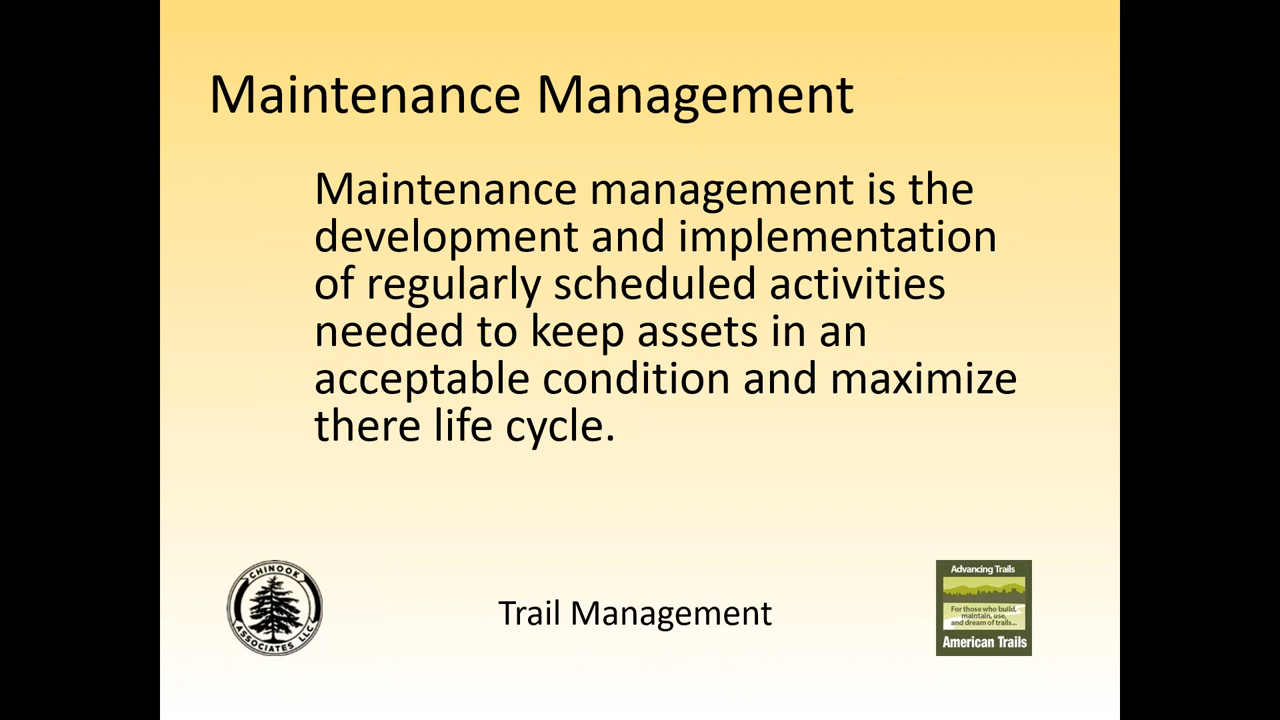 Maintenance Management
Maintenance management is the
development and implementation
of regularly scheduled activities
needed to keep assets in an
acceptable condition and maximize
there life cycle.
CHINOOK
ASSOCIATES LLC
Trail Management
Advancing Trails
For those who build,
maintain, use,
and dream of trails...
American Trails